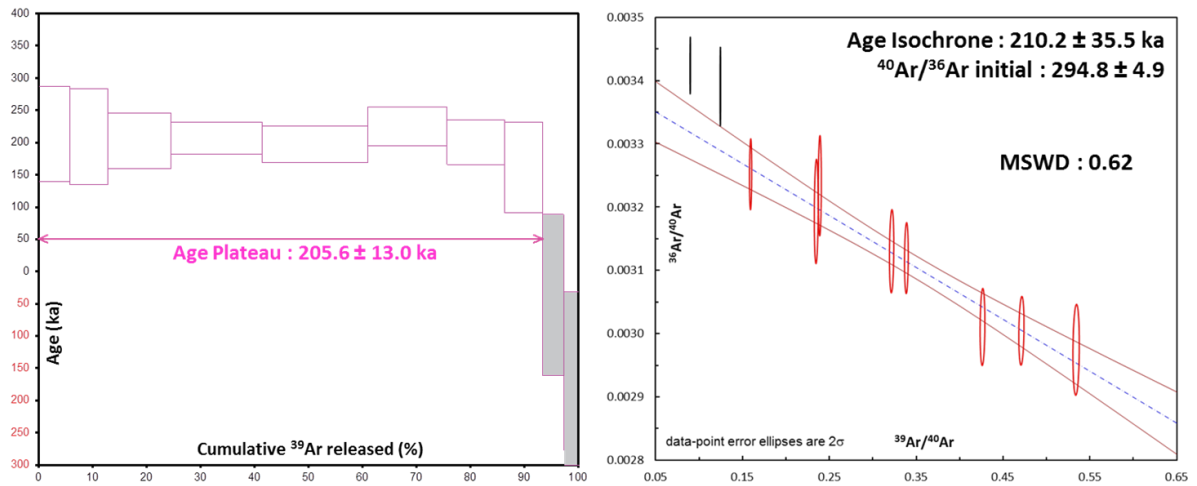 400
350
300
250
200
150
100
50
0
50
100
150
200
250
300
Age (ka)
Age Plateau : 205.6 ± 13.0 ka
Cumulative ³⁹Ar released (%)
0 10 20 30 40 50 60 70 80 90 100
0.0035
0.0034
0.0033
0.0032
0.0031
0.0030
0.0029
0.0028
³⁶Ar/⁴⁰Ar
Age Isochrone : 210.2 ± 35.5 ka
⁴⁰Ar/³⁶Ar initial : 294.8 ± 4.9
MSWD : 0.62
data-point error ellipses are 2σ
³⁹Ar/⁴⁰Ar
0.05 0.15 0.25 0.35 0.45 0.55 0.65